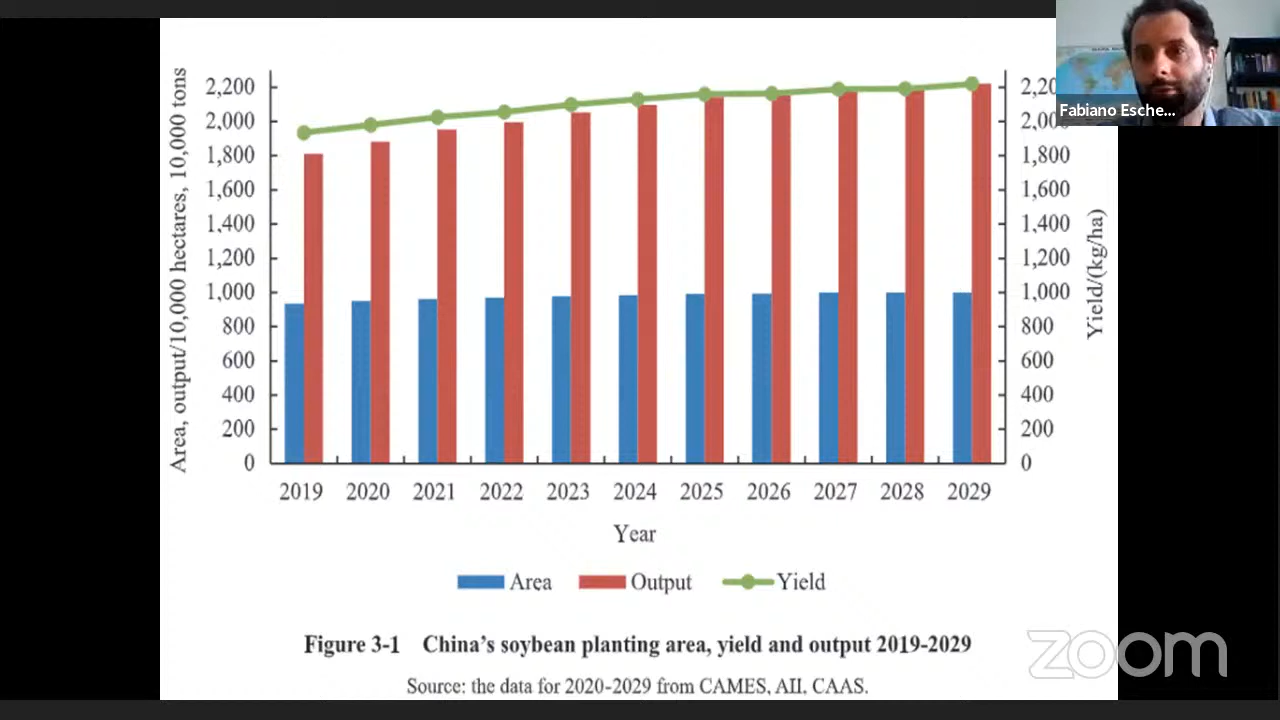 Fabiano Esche...
Area, output/10,000 hectares, 10,000 tons
2,200
2,000
1,800
1,600
1,400
1,200
1,000
800
600
400
200
0
1,800
1,600
1,400
1,200
1,000
800
600
400
200
0
Yield/(kg/ha)
2019 2020 2021 2022 2023 2024 2025 2026 2027 2028 2029
Year
Area Output Yield
Figure 3-1 China's soybean planting area, yield and output 2019-2029
Source: the data for 2020-2029 from CAMES, AII, CAAS.
zoom